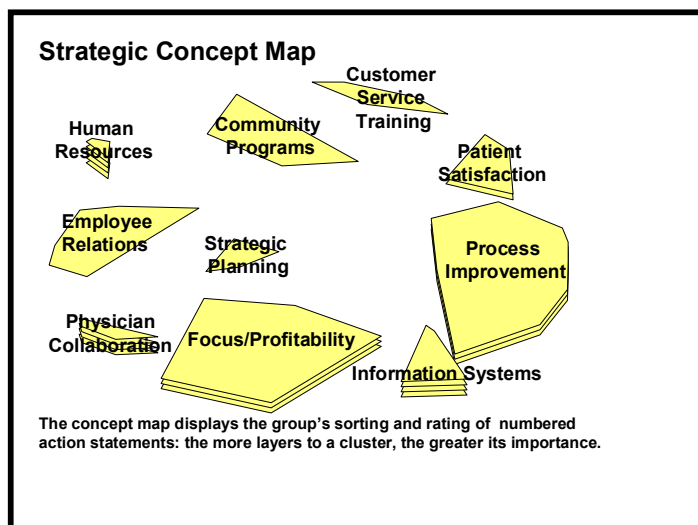 Strategic Concept Map
Customer
Service
Training
Community
Programs
Human
Resources
Patient
Satisfaction
Employee
Relations
Strategic
Planning
Process
Improvement
Physician
Collaboration
Focus/Profitability
Information Systems
The concept map displays the group's sorting and rating of numbered
action statements: the more layers to a cluster, the greater its importance.